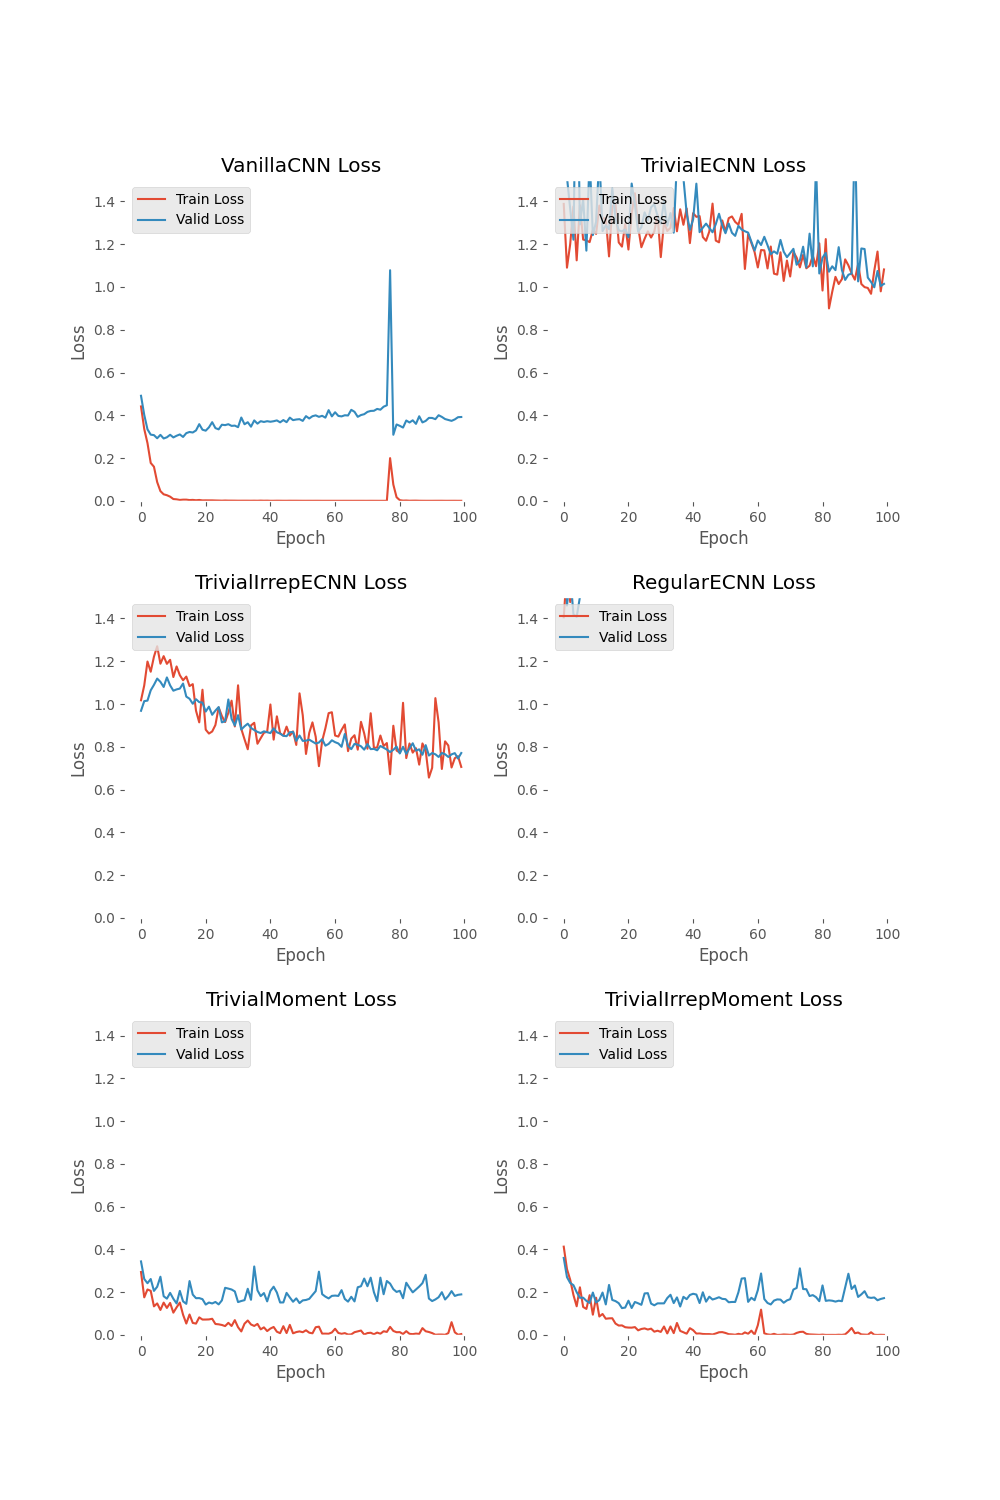 VanillaCNN Loss
Train Loss
Valid Loss
1.4
1.2
1.0
0.8
0.6
0.4
0.2
0.0
Loss
0 20 40 60 80 100
Epoch
TrivialECNN Loss
Train Loss
Valid Loss
1.4
1.2
1.0
0.8
0.6
0.4
0.2
0.0
Loss
0 20 40 60 80 100
Epoch
TrivialIrrepECNN Loss
Train Loss
Valid Loss
1.4
1.2
1.0
0.8
0.6
0.4
0.2
0.0
Loss
0 20 40 60 80 100
Epoch
RegularECNN Loss
Train Loss
Valid Loss
1.4
1.2
1.0
0.8
0.6
0.4
0.2
0.0
Loss
0 20 40 60 80 100
Epoch
TrivialMoment Loss
Train Loss
Valid Loss
1.4
1.2
1.0
0.8
0.6
0.4
0.2
0.0
Loss
0 20 40 60 80 100
Epoch
TrivialIrrepMoment Loss
Train Loss
Valid Loss
1.4
1.2
1.0
0.8
0.6
0.4
0.2
0.0
Loss
0 20 40 60 80 100
Epoch